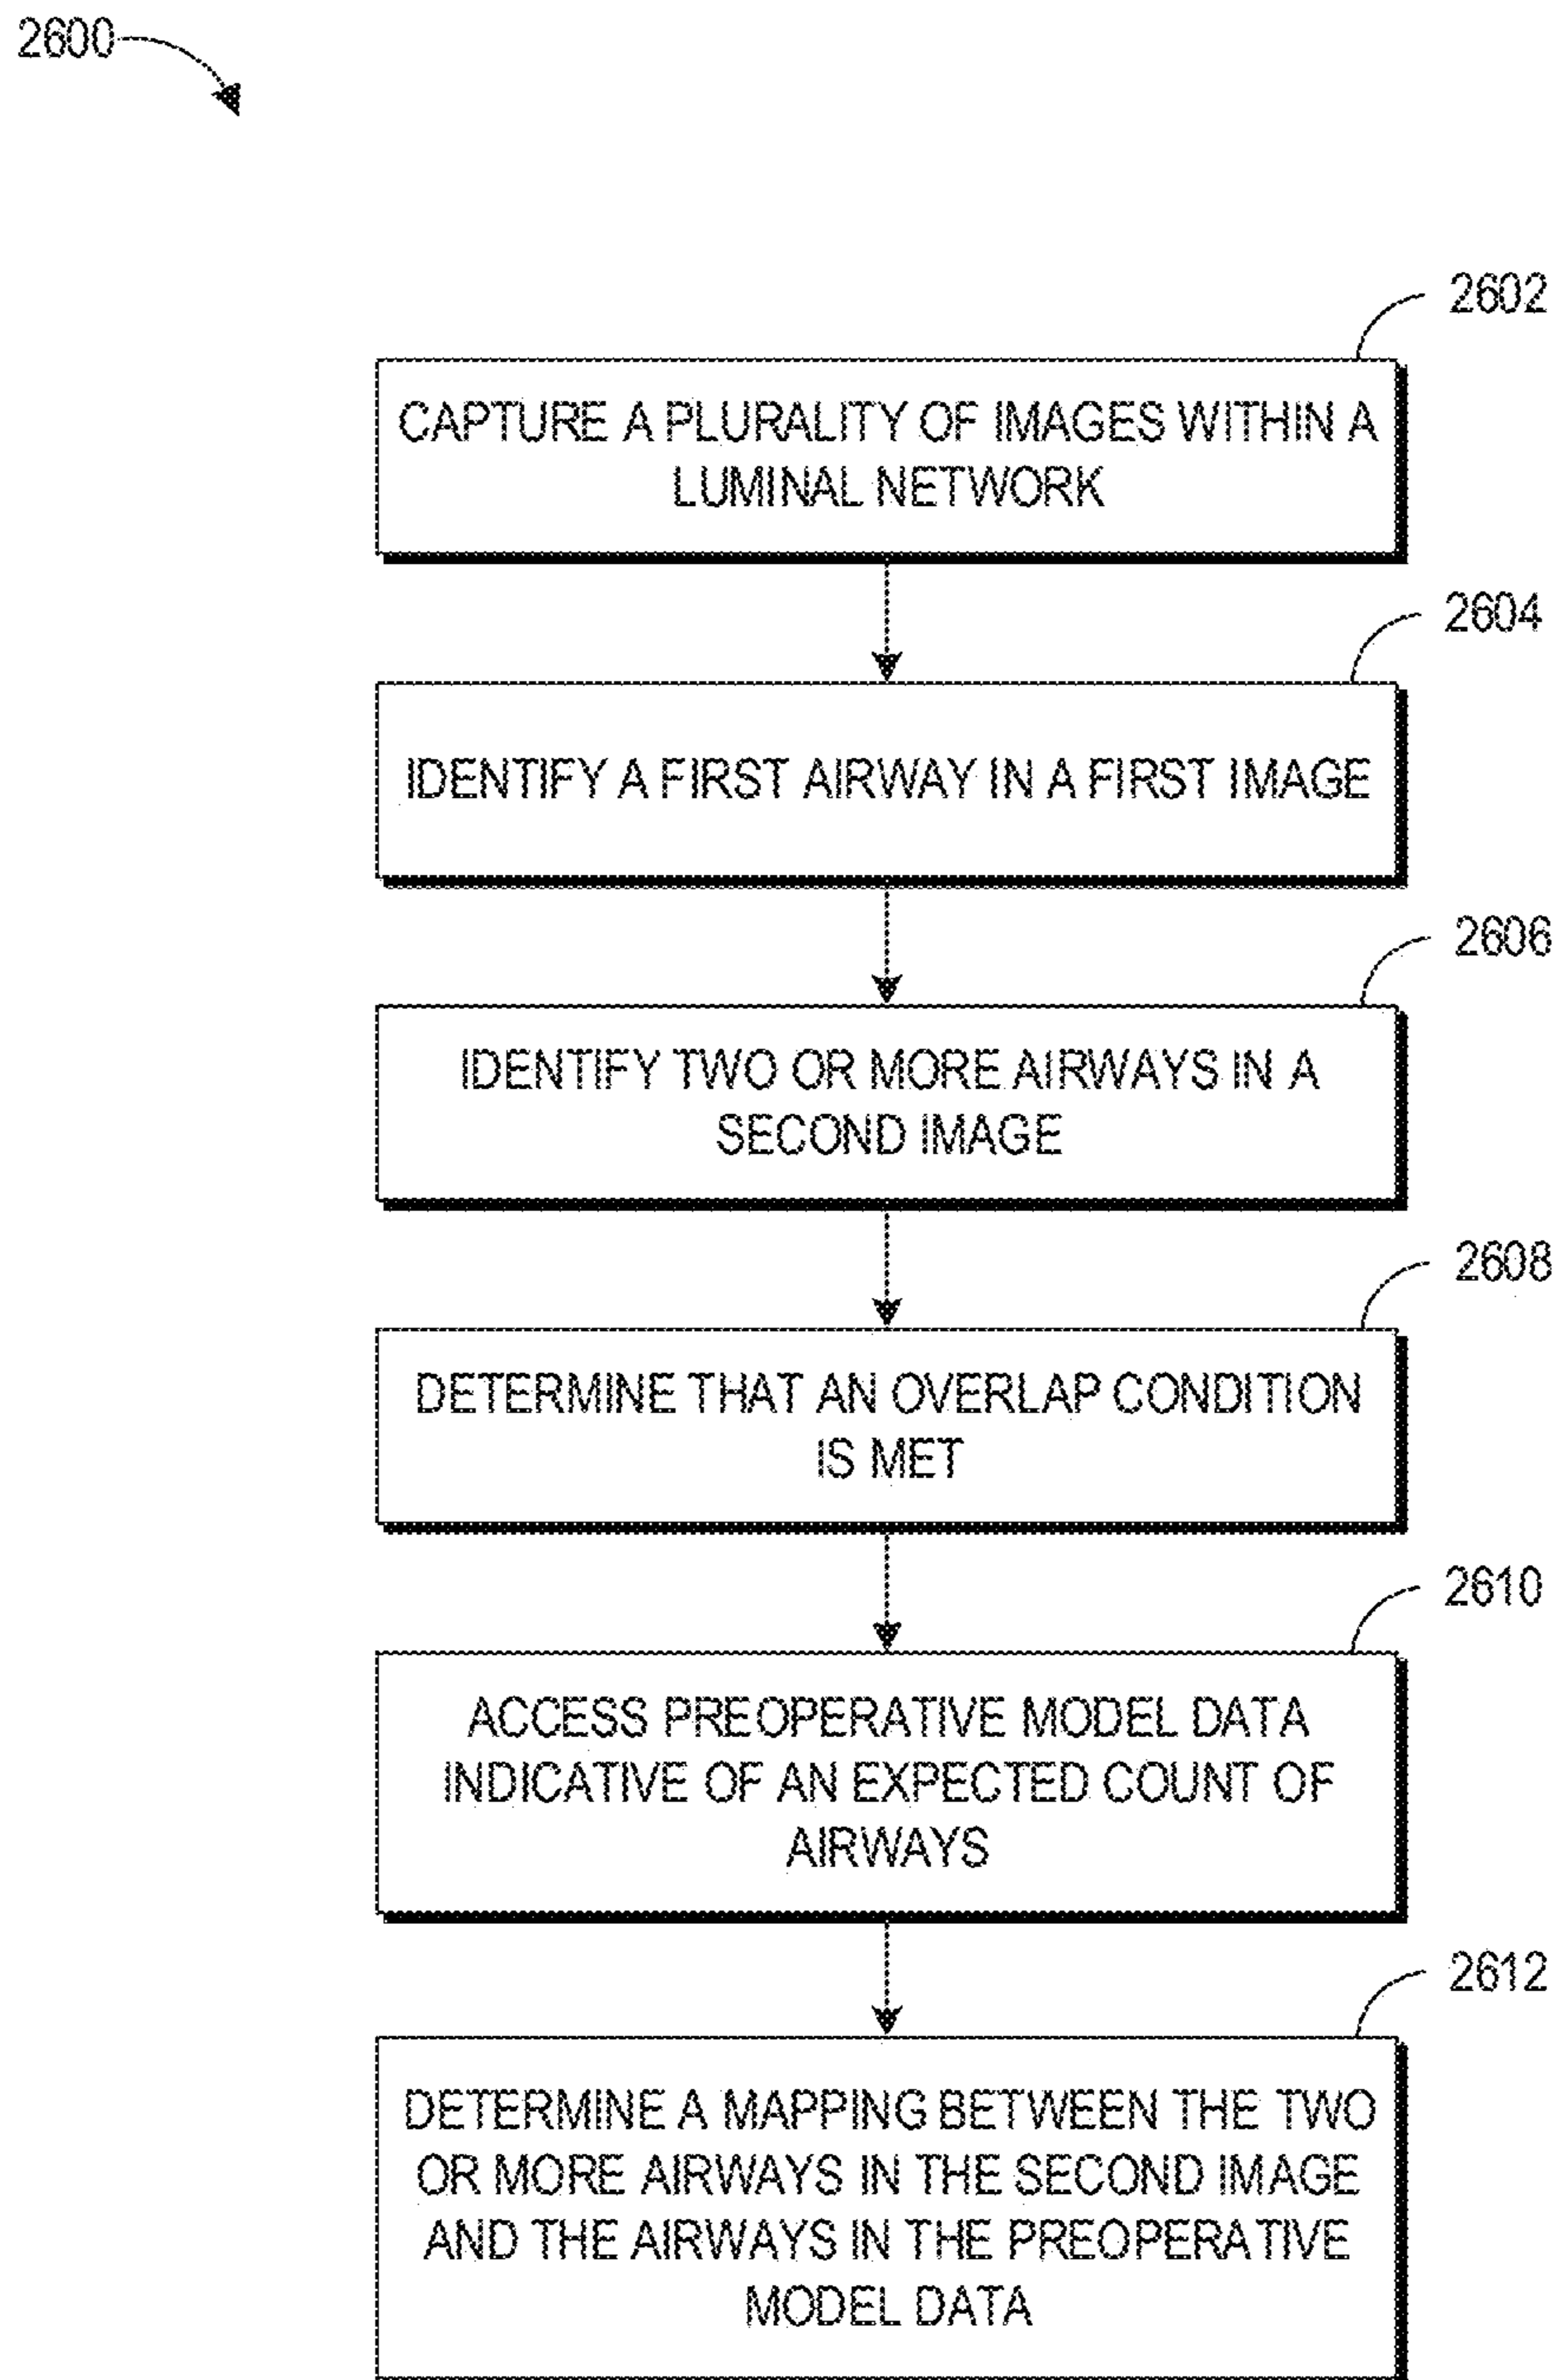 2600
2602
CAPTURE A PLURALITY OF IMAGES WITHIN A
LUMINAL NETWORK
2604
IDENTIFY A FIRST AIRWAY IN A FIRST IMAGE
2606
IDENTIFY TWO OR MORE AIRWAYS IN A
SECOND IMAGE
2608
DETERMINE THAT AN OVERLAP CONDITION
IS MET
2610
ACCESS PREOPERATIVE MODEL DATA
INDICATIVE OF AN EXPECTED COUNT OF
AIRWAYS
2612
DETERMINE A MAPPING BETWEEN THE TWO
OR MORE AIRWAYS IN THE SECOND IMAGE
AND THE AIRWAYS IN THE PREOPERATIVE
MODEL DATA